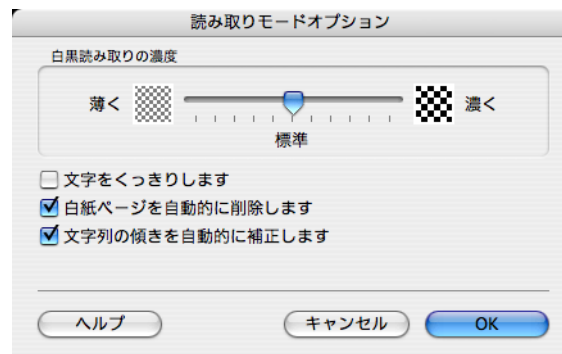 読み取りモードオプション
白黒読み取りの濃度
薄く 濃く
標準
文字をくっきりします
白紙ページを自動的に削除します
文字列の傾きを自動的に補正します
ヘルプ キャンセル OK